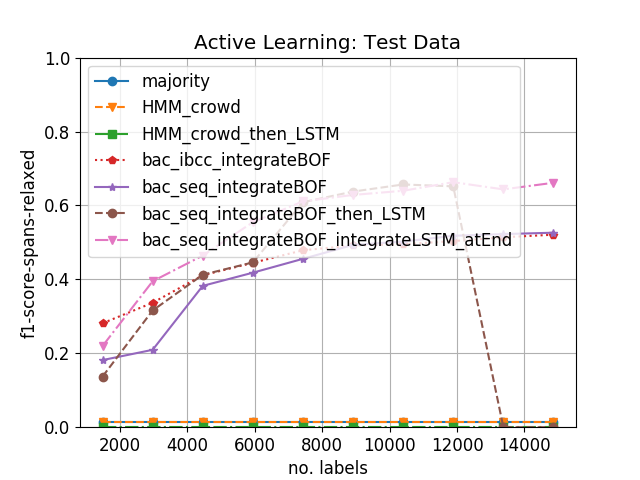 Active Learning: Test Data
1.0
0.8
0.6
0.4
0.2
0.0
f1-score-spans-relaxed
majority
HMM_crowd
HMM_crowd_then_LSTM
bac_ibcc_integrateBOF
bac_seq_integrateBOF
bac_seq_integrateBOF_then_LSTM
bac_seq_integrateBOF_integrateLSTM_atEnd
2000 4000 6000 8000 10000 12000 14000
no. labels